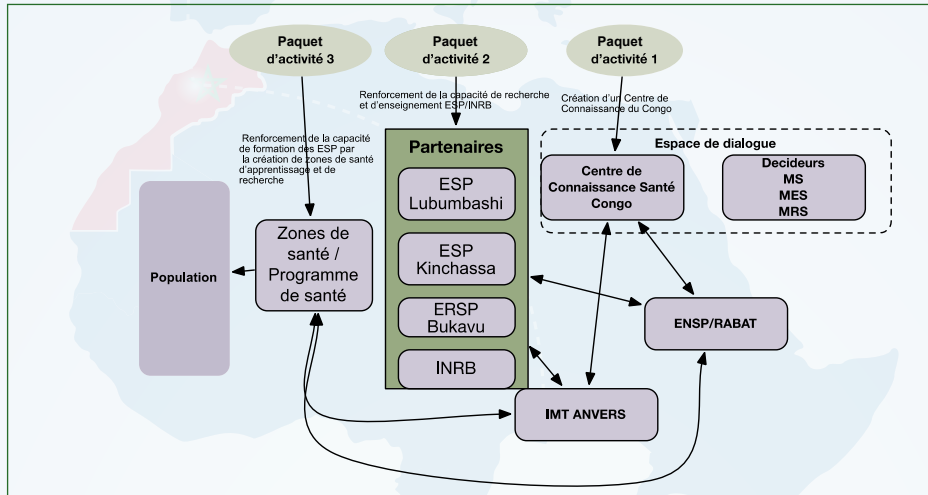 Paquet
d'activité 3
Paquet
d'activité 2
Paquet
d'activité 1
Renforcement de la capacité de recherche
et d'enseignement ESP/INRB
Création d'un Centre de
Connaissance du Congo
Renforcement de la capacité
de formation des ESP par
la création de zones de santé
d'apprentissage et de
recherche
Partenaires
ESP
Lubumbashi
ESP
Kinchassa
ERSP
Bukavu
INRB
Espace de dialogue
Centre de
Connaissance Santé
Congo
Decideurs
MS
MES
MRS
Population
Zones de
santé /
Programme
de santé
ENSP/RABAT
IMT ANVERS